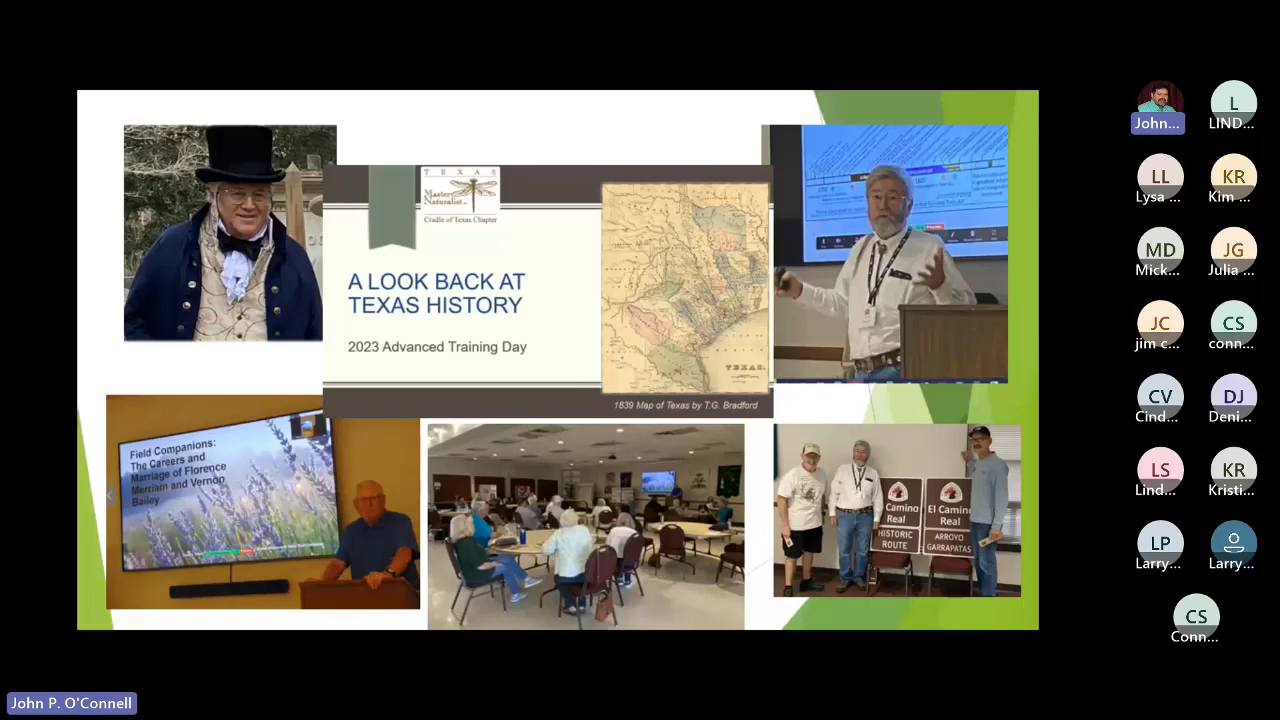 TEXAS
Master
Naturalist
Cradle of Texas Chapter
A LOOK BACK AT
TEXAS HISTORY
2023 Advanced Training Day
TEXAS.
1839 Map of Texas by T.G. Bradford
Field Companions:
The Careers and
Marriage of Florence
Merriam and Vernon
Bailey
Camino
Real
HISTORIC
ROUTE
El Camino
Real
ARROYO
GARRAPATAS
John...
L
LIND...
LL
Lysa ...
KR
Kim ...
MD
Mick...
JG
Julia ...
JC
jim c...
CS
conn...
CV
Cind...
DJ
Deni...
LS
Lind...
KR
Kristi...
LP
Larry...
Larry...
CS
Conn...
John P. O'Connell